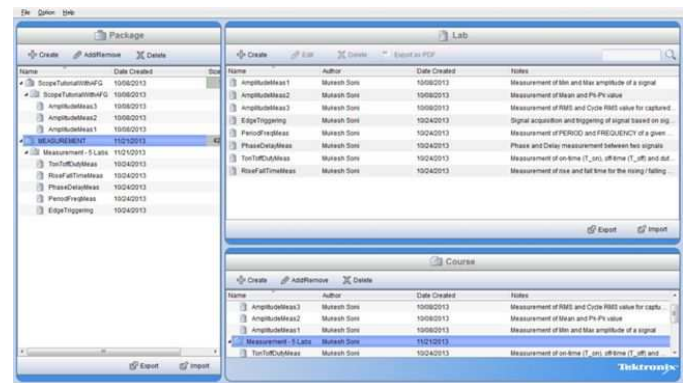 File Option Help
Package
Create Add/Remove Delete
Name Date Created
ScopeTutorialWithAFG 10/08/2013
ScopeTutorialWithAFG 10/08/2013
AmplitudeMeas3 10/08/2013
AmplitudeMeas2 10/08/2013
AmplitudeMeas1 10/08/2013
MEASUREMENT 11/21/2013
Measurement - 5 Labs 11/21/2013
TonToffDutyMeas 10/24/2013
RiseFallTimeMeas 10/24/2013
PhaseDelayMeas 10/24/2013
PeriodFreqMeas 10/24/2013
EdgeTriggering 10/24/2013
Export Import
Lab
Create Edit Delete Export as PDF
Name Author Date Created Notes
AmplitudeMeas1 Mukesh Soni 10/08/2013 Measurement of Min and Max amplitude of a signal
AmplitudeMeas2 Mukesh Soni 10/08/2013 Measurement of Mean and Pk-Pk value
AmplitudeMeas3 Mukesh Soni 10/08/2013 Measurement of RMS and Cycle RMS value for captured...
EdgeTriggering Mukesh Soni 10/24/2013 Signal acquisition and triggering of signal based on sig...
PeriodFreqMeas Mukesh Soni 10/24/2013 Measurement of PERIOD and FREQUENCY of a given ...
PhaseDelayMeas Mukesh Soni 10/24/2013 Phase and Delay measurement between two signals
TonToffDutyMeas Mukesh Soni 10/24/2013 Measurement of on-time (T_on), off-time (T_off) and dut...
RiseFallTimeMeas Mukesh Soni 10/24/2013 Measurement of rise and fall time for the rising / falling ...
Export Import
Course
Create Add/Remove Delete
Name Author Date Created Notes
AmplitudeMeas3 Mukesh Soni 10/08/2013 Measurement of RMS and Cycle RMS value for captu...
AmplitudeMeas2 Mukesh Soni 10/08/2013 Measurement of Mean and Pk-Pk value
AmplitudeMeas1 Mukesh Soni 10/08/2013 Measurement of Min and Max amplitude of a signal
Measurement - 5 Labs 11/21/2013
TonToffDutyMeas Mukesh Soni 10/24/2013 Measurement of on-time (T_on), off-time (T_off) and ...
Tektronix